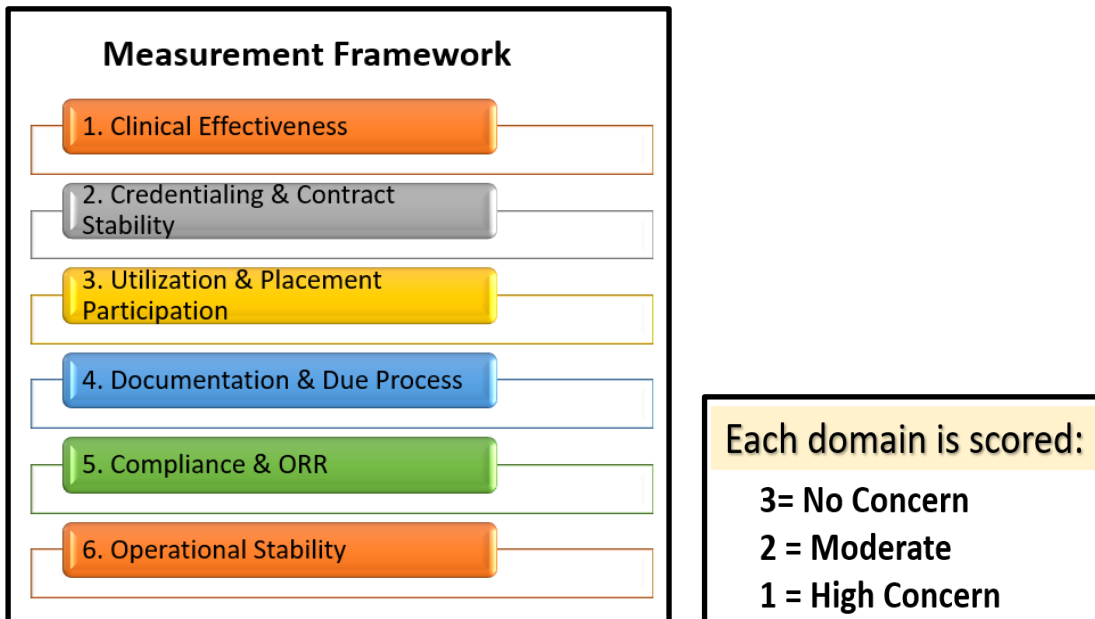 Measurement Framework
1. Clinical Effectiveness
2. Credentialing & Contract
Stability
3. Utilization & Placement
Participation
4. Documentation & Due Process
5. Compliance & ORR
6. Operational Stability
Each domain is scored:
3= No Concern
2 = Moderate
1 = High Concern